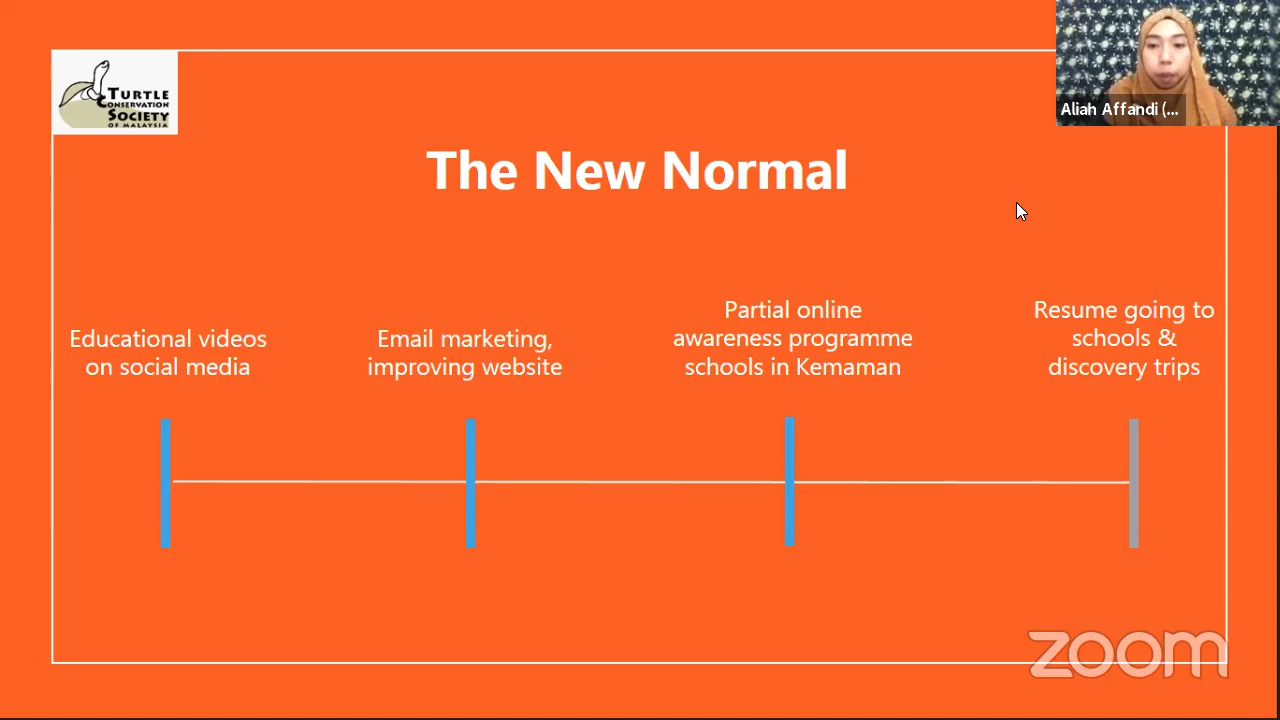 TURTLE
CONSERVATION
SOCIETY
OF MALAYSIA
Aliah Affandi (...
The New Normal
Educational videos
on social media
Email marketing,
improving website
Partial online
awareness programme
schools in Kemaman
Resume going to
schools &
discovery trips
zoom